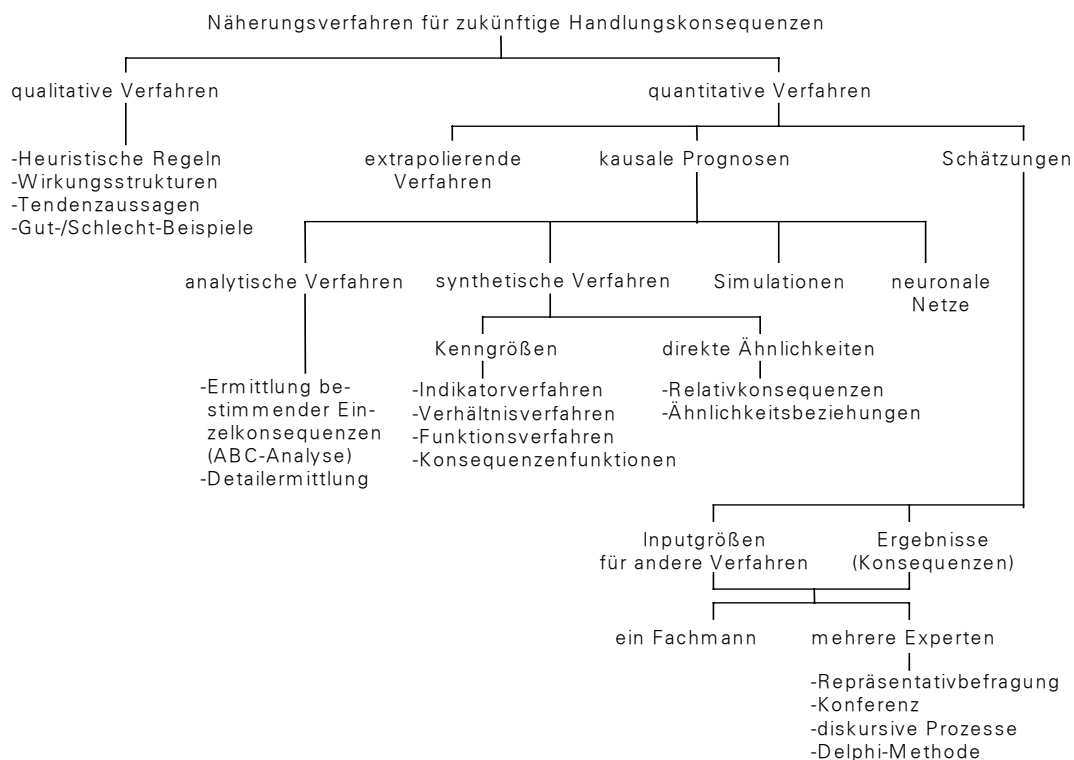 Näherungsverfahren für zukünftige Handlungskonsequenzen
qualitative Verfahren
quantitative Verfahren
-Heuristische Regeln
-Wirkungsstrukturen
-Tendenzaussagen
-Gut-/Schlecht-Beispiele
extrapolierende
Verfahren
kausale Prognosen
Schätzungen
analytische Verfahren
synthetische Verfahren
Simulationen
neuronale
Netze
Kenngrößen
direkte Ähnlichkeiten
-Ermittlung be-
stimmender Ein-
zelkonsequenzen
(ABC-Analyse)
-Detailermittlung
-Indikatorverfahren
-Verhältnisverfahren
-Funktionsverfahren
-Konsequenzenfunktionen
-Relativkonsequenzen
-Ähnlichkeitsbeziehungen
Inputgrößen
für andere Verfahren
Ergebnisse
(Konsequenzen)
ein Fachmann
mehrere Experten
-Repräsentativbefragung
-Konferenz
-diskursive Prozesse
-Delphi-Methode